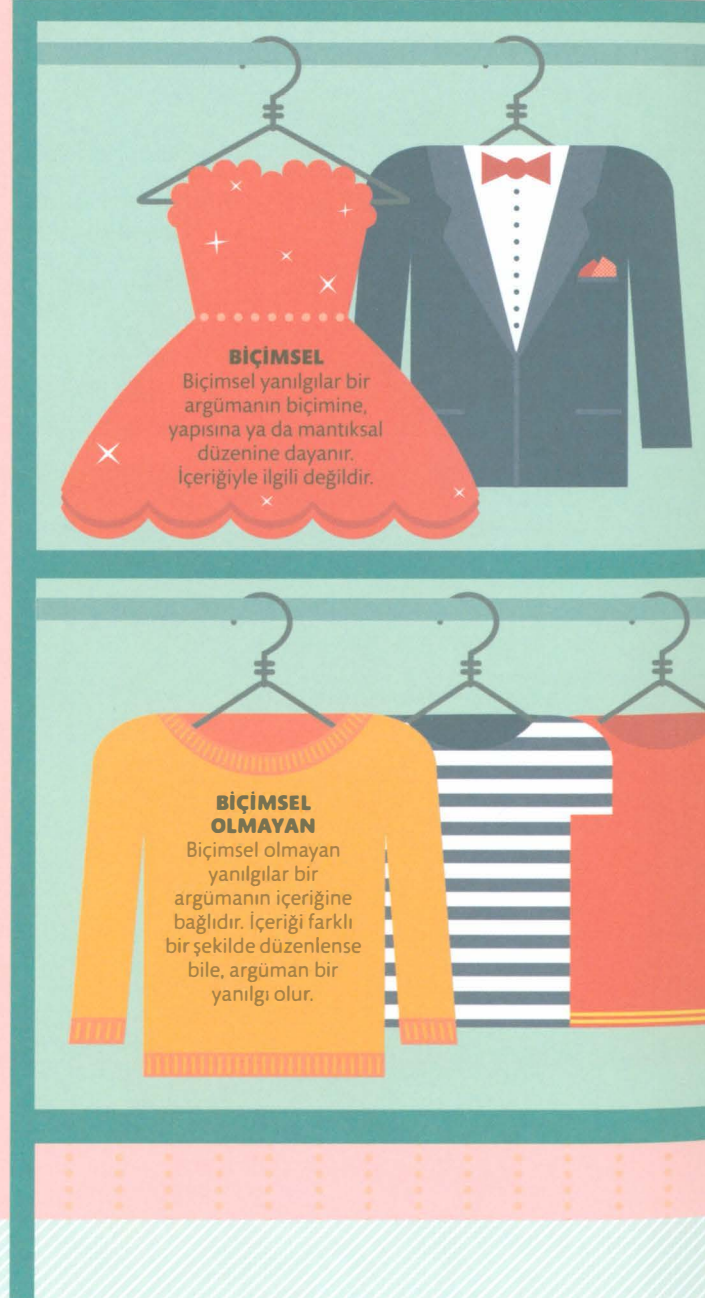 BİÇİMSEL
Biçimsel yanılgılar bir
argümanın biçimine,
yapısına ya da mantıksal
düzenine dayanır.
İçeriğiyle ilgili değildir.
BİÇİMSEL
OLMAYAN
Biçimsel olmayan
yanılgılar bir
argümanın içeriğine
bağlıdır. İçeriği farklı
bir şekilde düzenlense
bile, argüman bir
yanılgı olur.